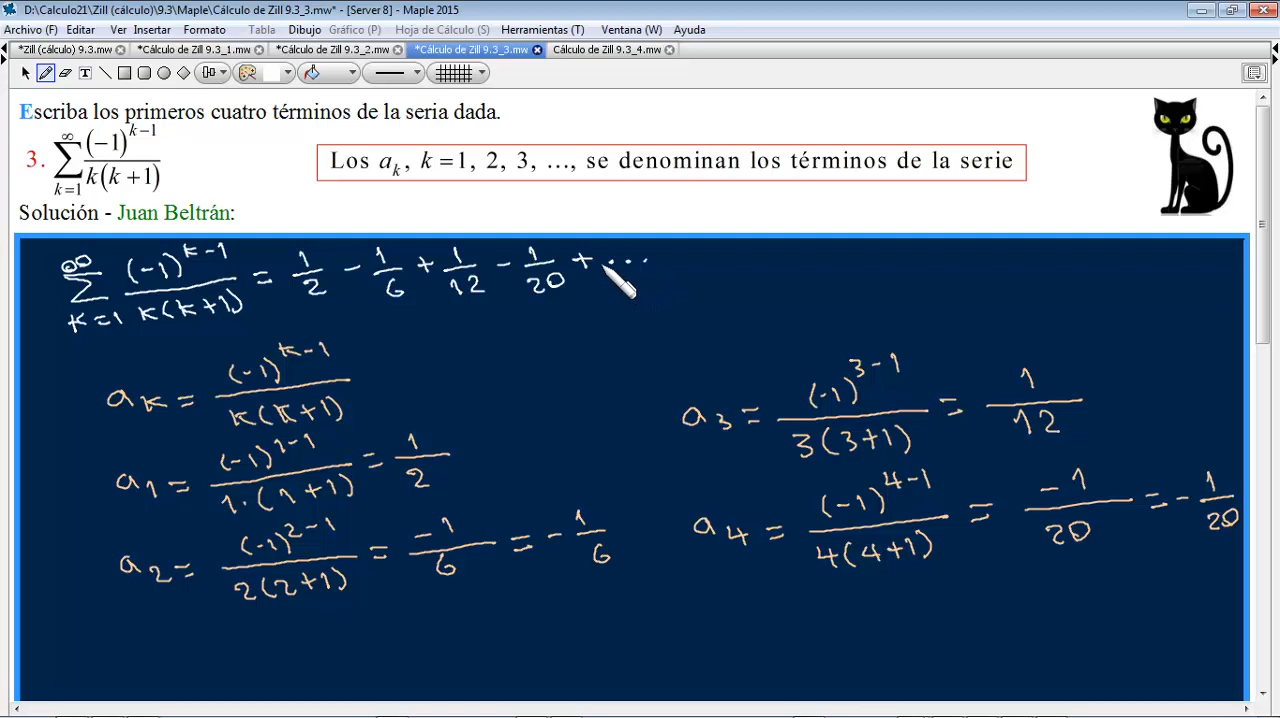 D:\Calculo21\Zill (cálculo)\9.3\Maple\Cálculo de Zill 9.3_3.mw* - [Server 8] - Maple 2015
Archivo (F) Editar Ver Insertar Formato Tabla Dibujo Gráfico (P) Hoja de Cálculo (S) Herramientas (T) Ventana (W) Ayuda
*Zill (cálculo) 9.3.mw *Cálculo de Zill 9.3_1.mw *Cálculo de Zill 9.3_2.mw *Cálculo de Zill 9.3_3.mw Cálculo de Zill 9.3_4.mw
Escriba los primeros cuatro términos de la seria dada.
3. ∑_{k=1}^{∞} (−1)^{k−1} / k(k+1)
Los a_k, k = 1, 2, 3, ..., se denominan los términos de la serie
Solución - Juan Beltrán:
∑_{k=1}^{∞} (−1)^{k−1} / k(k+1) = 1/2 − 1/6 + 1/12 − 1/20 + ...
a_k = (−1)^{k−1} / k(k+1)
a_1 = (−1)^{1−1} / 1·(1+1) = 1/2
a_2 = (−1)^{2−1} / 2(2+1) = −1/6 = −1/6
a_3 = (−1)^{3−1} / 3(3+1) = 1/12
a_4 = (−1)^{4−1} / 4(4+1) = −1/20 = −1/20